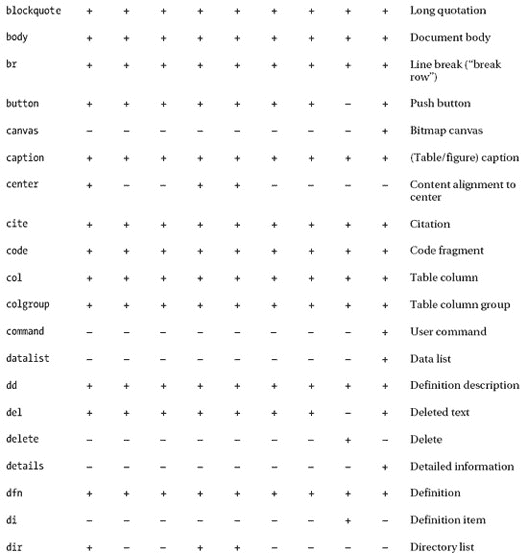 blockquote + + + + + + + + + Long quotation
body + + + + + + + + + Document body
br + + + + + + + + + Line break (“break
row”)
button + + + + + + + – + Push button
canvas – – – – – – – – + Bitmap canvas
caption + + + + + + + + + (Table/figure) caption
center + – – + + – – – – Content alignment to
center
cite + + + + + + + + + Citation
code + + + + + + + + + Code fragment
col + + + + + + + + + Table column
colgroup + + + + + + + + + Table column group
command – – – – – – – – + User command
datalist – – – – – – – – + Data list
dd + + + + + + + + + Definition description
del + + + + + + + – + Deleted text
delete – – – – – – – + – Delete
details – – – – – – – – + Detailed information
dfn + + + + + + + + + Definition
di – – – – – – – + – Definition item
dir + – – + + – – – – Directory list